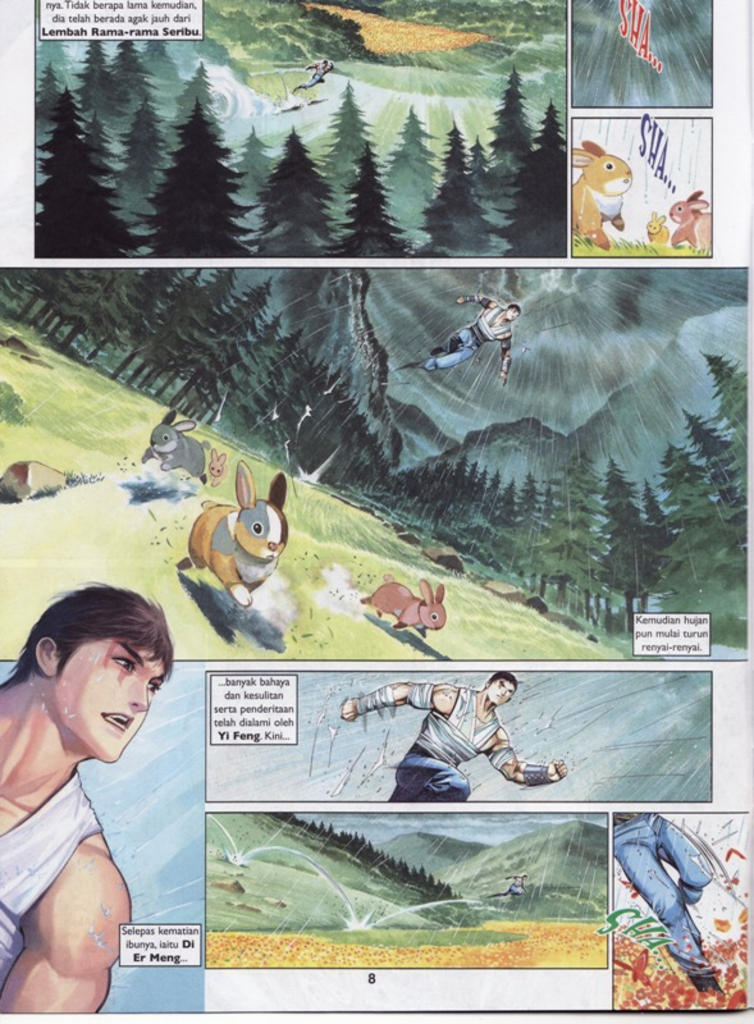 nya. Tidak berapa lama kemudian,
dia telah berada agak jauh dari
Lembah Rama-rama Seribu.
SHA...
SHA...
Kemudian hujan
pun mulai turun
renyai-renyai.
...banyak bahaya
dan kesulitan
serta penderitaan
telah dialami oleh
Yi Feng. Kini...
Selepas kematian
ibunya, iaitu Di
Er Meng...
SHA
8